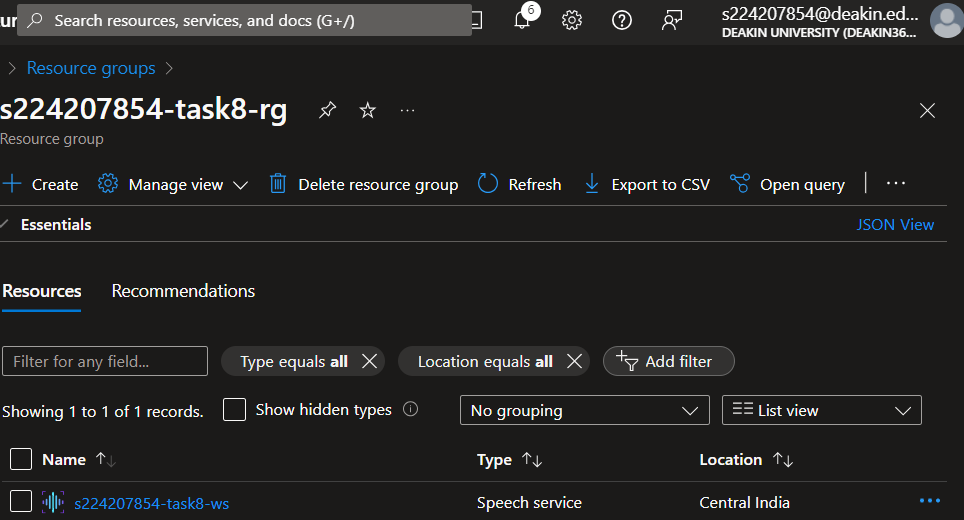 ur
Search resources, services, and docs (G+/)
6
s224207854@deakin.ed...
DEAKIN UNIVERSITY (DEAKIN36...
Resource groups
s224207854-task8-rg
Resource group
Create
Manage view
Delete resource group
Refresh
Export to CSV
Open query
Essentials
JSON View
Resources
Recommendations
Filter for any field...
Type equals all
Location equals all
Add filter
Showing 1 to 1 of 1 records.
Show hidden types
No grouping
List view
Name
Type
Location
s224207854-task8-ws
Speech service
Central India